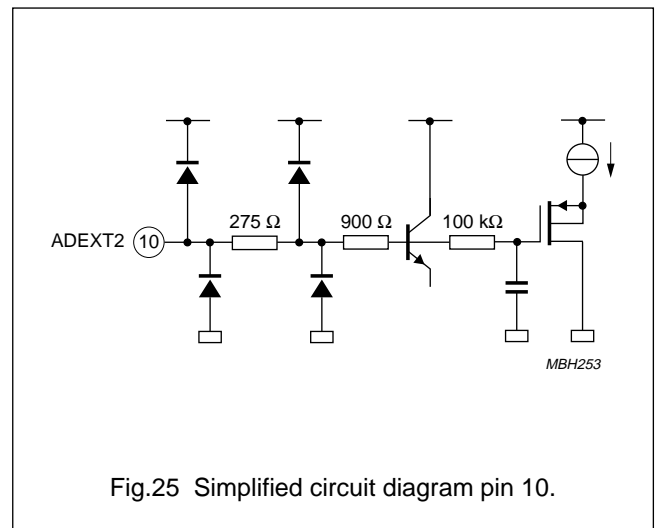 275 Ω 900 Ω 100 kΩ
ADEXT2 10
MBH253
Fig.25 Simplified circuit diagram pin 10.